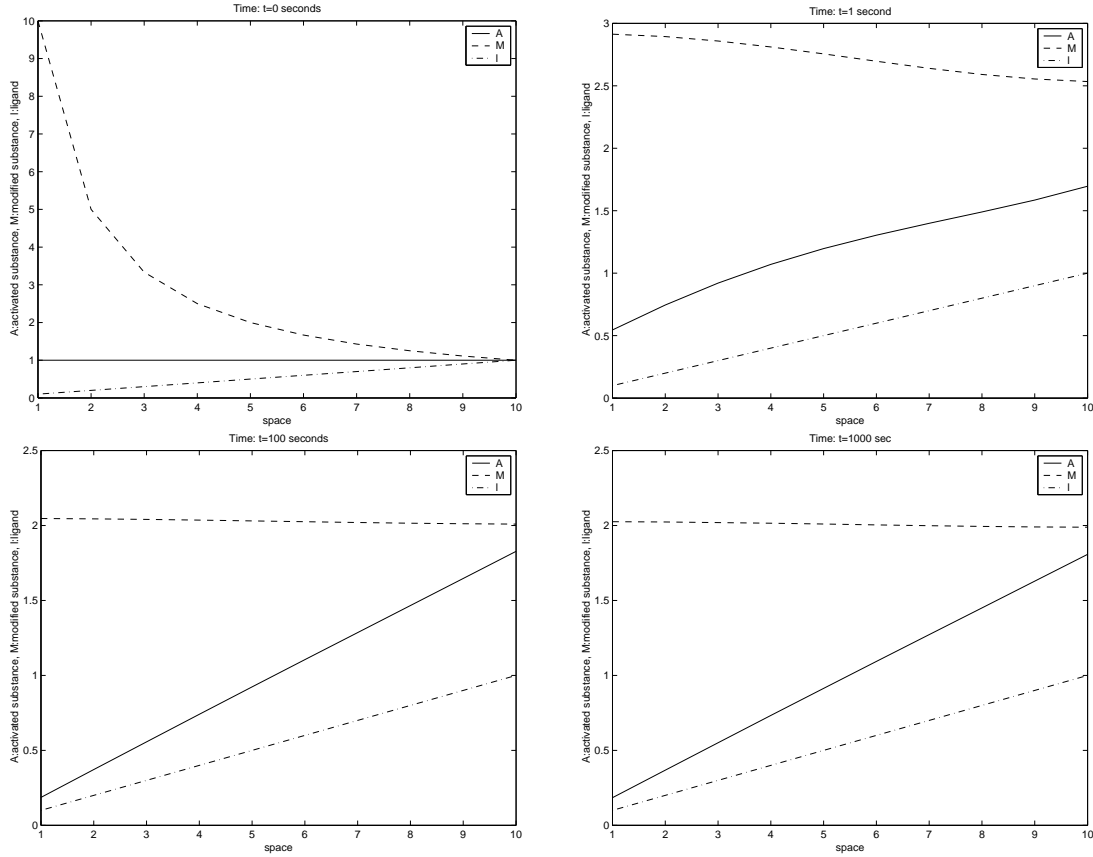 Time: t=0 seconds
A:activated substance, M:modified substance, I:ligand
10
9
8
7
6
5
4
3
2
1
0
A
M
I
1 2 3 4 5 6 7 8 9 10
space
Time: t=1 second
A:activated substance, M:modified substance, I:ligand
3
2.5
2
1.5
1
0.5
0
A
M
I
1 2 3 4 5 6 7 8 9 10
space
Time: t=100 seconds
A:activated substance, M:modified substance, I:ligand
2.5
2
1.5
1
0.5
0
A
M
I
1 2 3 4 5 6 7 8 9 10
space
Time: t=1000 sec
A:activated substance, M:modified substance, I:ligand
2.5
2
1.5
1
0.5
0
A
M
I
1 2 3 4 5 6 7 8 9 10
space